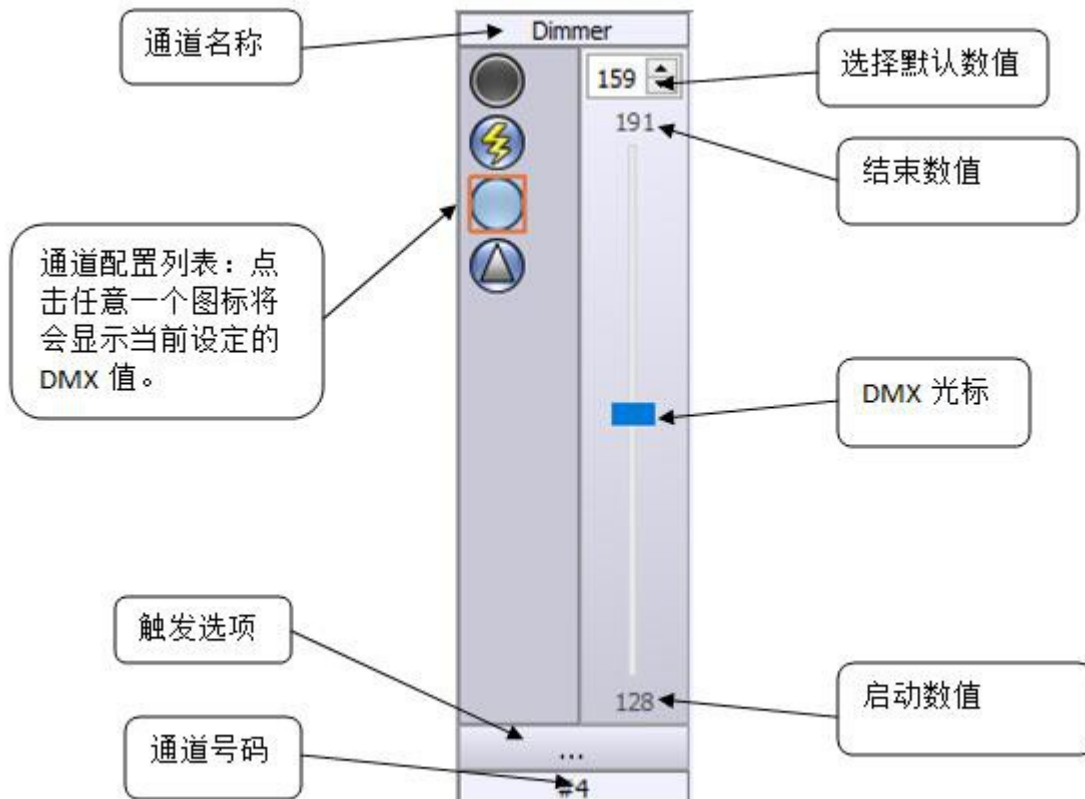 通道名称
Dimmer
159
选择默认数值
191
结束数值
通道配置列表：点
击任意一个图标将
会显示当前设定的
DMX 值。
DMX 光标
触发选项
128
启动数值
...
通道号码
#4